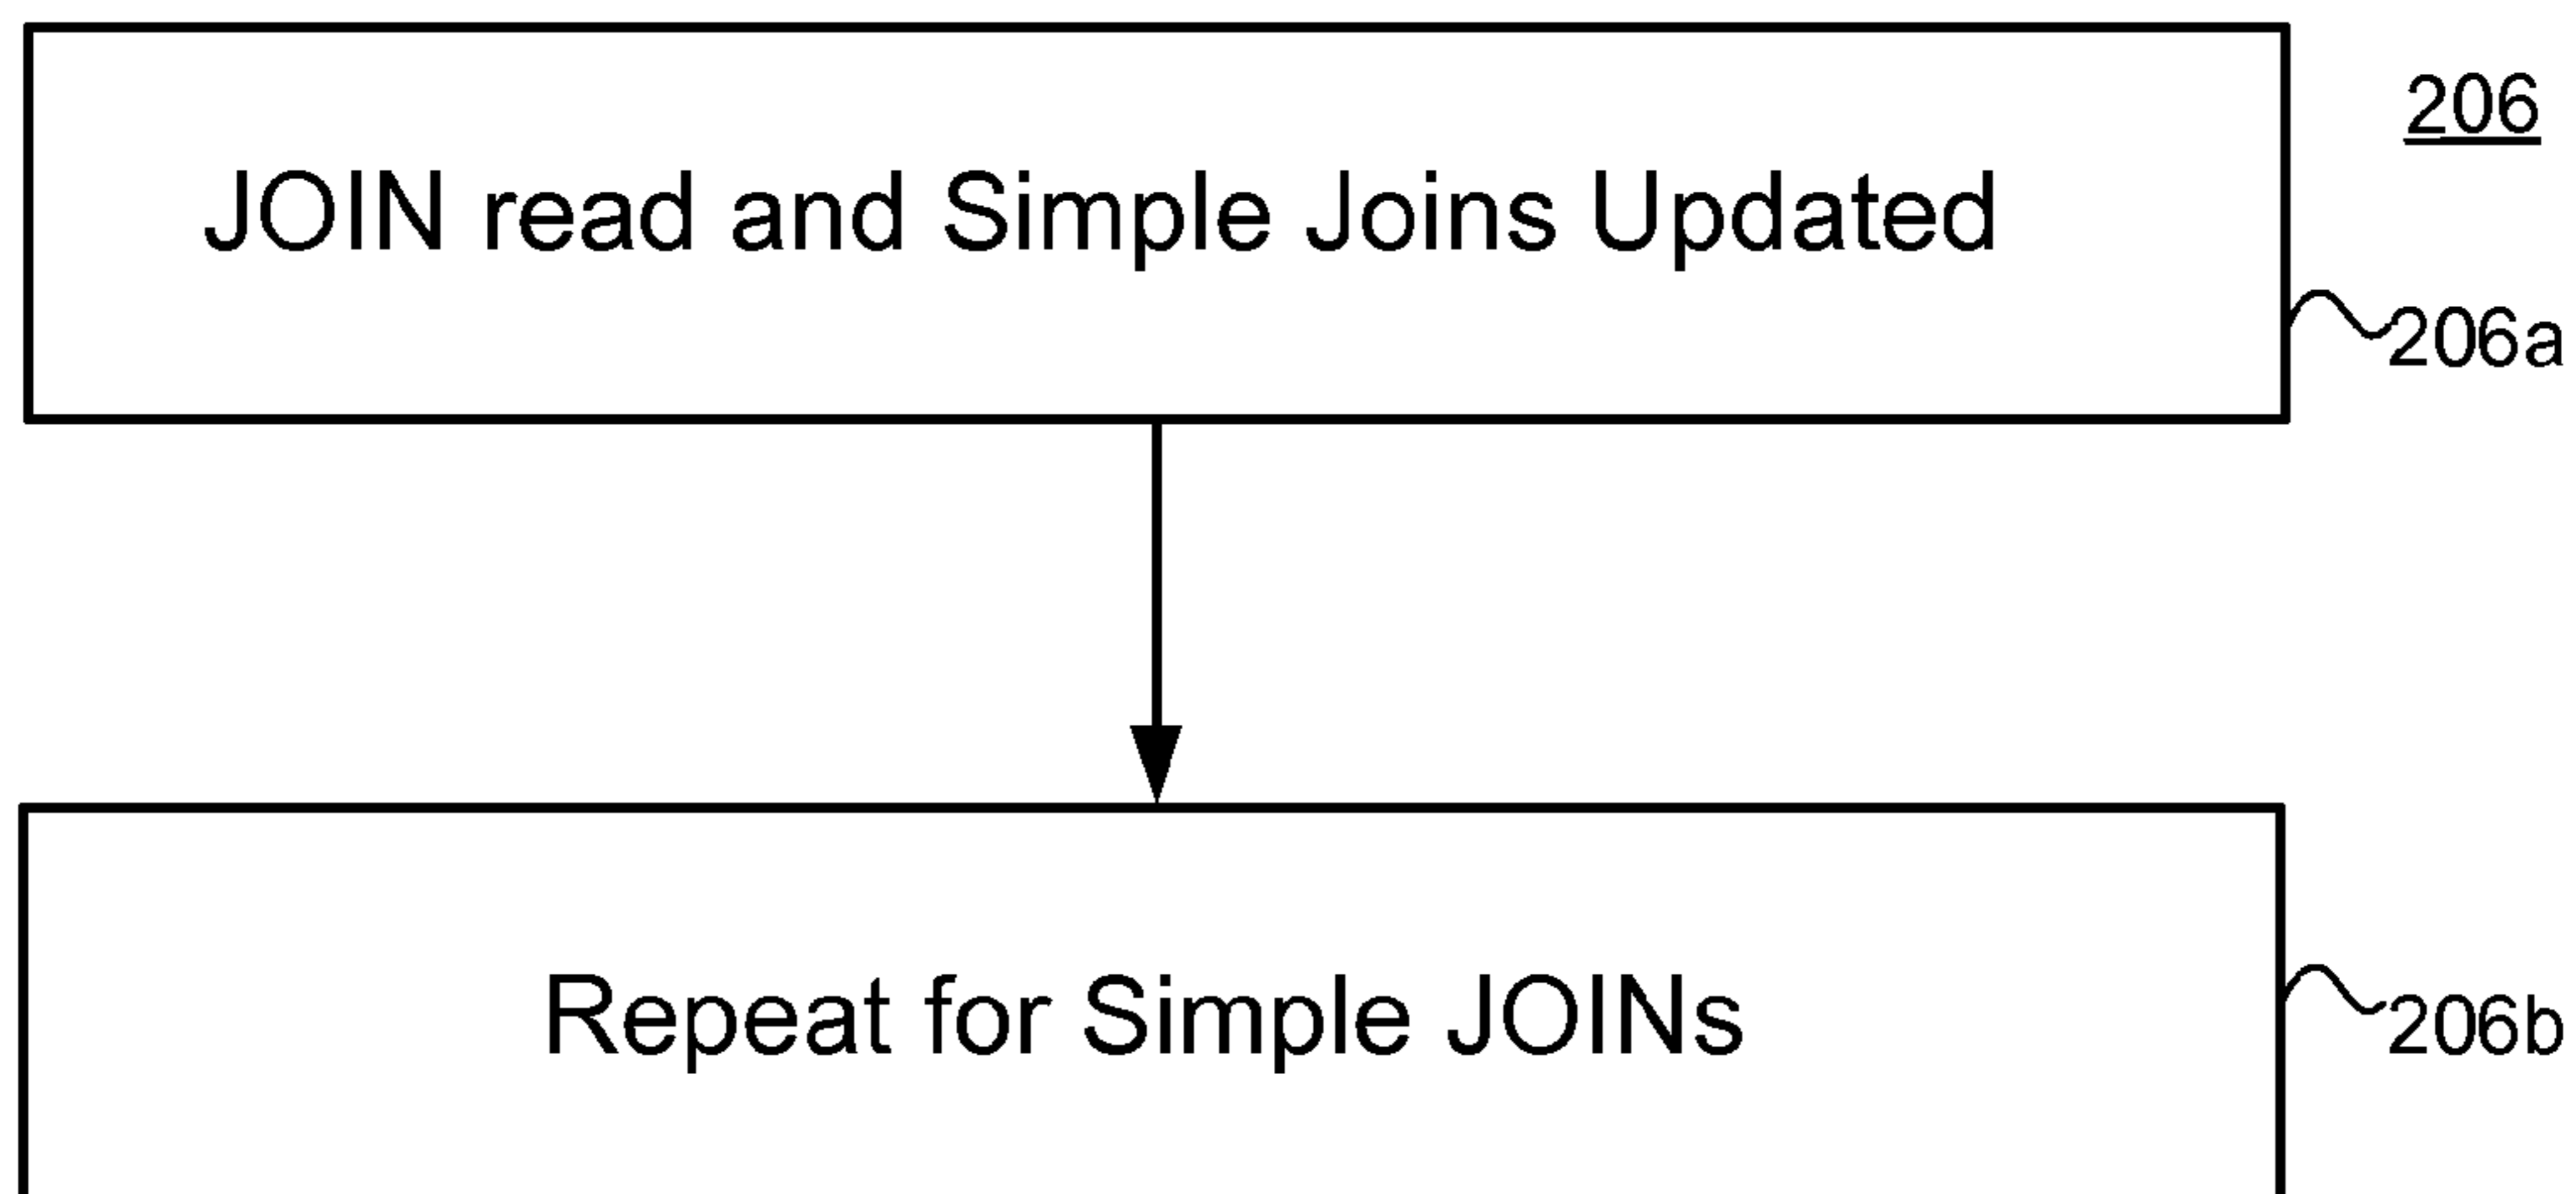 206
JOIN read and Simple Joins Updated
206a
Repeat for Simple JOINs
206b